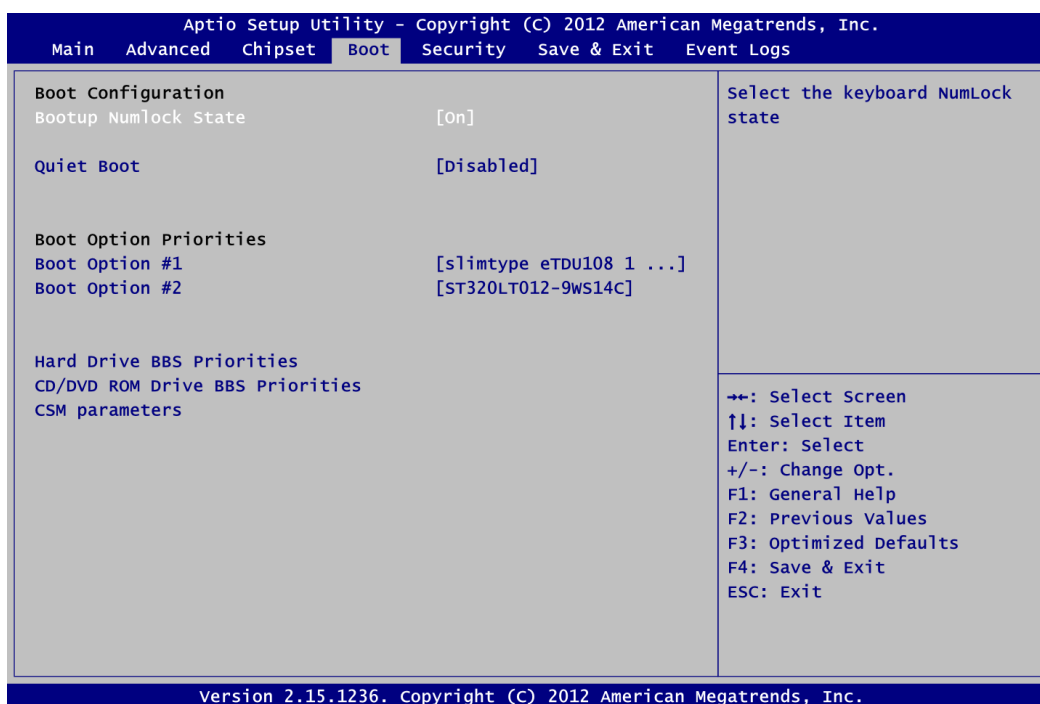 Aptio Setup Utility - Copyright (C) 2012 American Megatrends, Inc.
Main Advanced Chipset Boot Security Save & Exit Event Logs
Boot Configuration
Bootup Numlock State [On]
Quiet Boot [Disabled]
Boot Option Priorities
Boot Option #1 [slimtype eTDU108 1 ...]
Boot Option #2 [ST320LT012-9WS14C]
Hard Drive BBS Priorities
CD/DVD ROM Drive BBS Priorities
CSM parameters
Select the keyboard NumLock
state
→←: Select Screen
↑↓: Select Item
Enter: Select
+/-: Change Opt.
F1: General Help
F2: Previous Values
F3: Optimized Defaults
F4: Save & Exit
ESC: Exit
Version 2.15.1236. Copyright (C) 2012 American Megatrends, Inc.